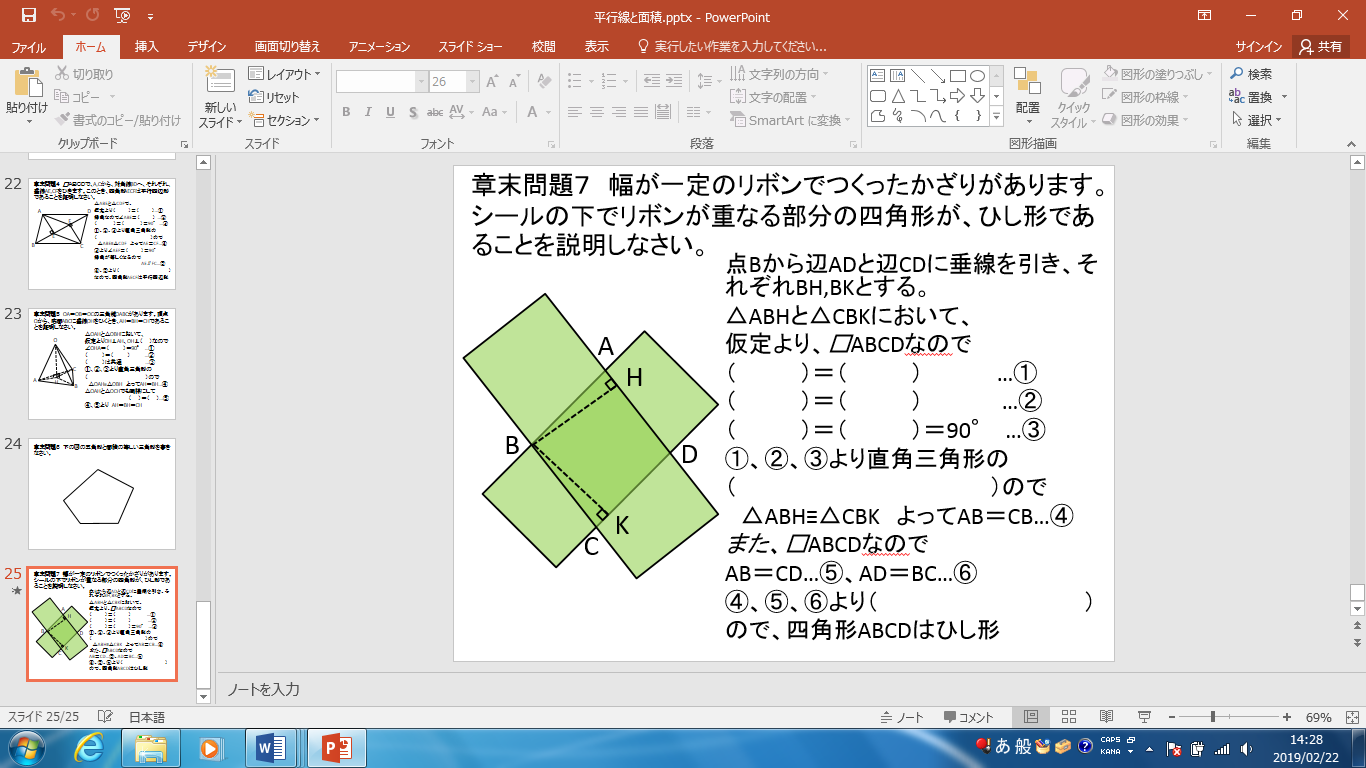 平行線と面積.pptx - PowerPoint
ファイル ホーム 挿入 デザイン 画面切り替え アニメーション スライド ショー 校閲 表示 実行したい作業を入力してください... サインイン 共有
貼り付け
切り取り
コピー
書式のコピー/貼り付け
クリップボード
新しい
スライド
レイアウト
リセット
セクション
スライド
26
B I U S abc AV Aa A
フォント
文字列の方向
文字の配置
SmartArt に変換
段落
配置
クイック
スタイル
図形の塗りつぶし
図形の枠線
図形の効果
図形描画
検索
置換
選択
編集
22
23
24
25
章末問題7 幅が一定のリボンでつくったかざりがあります。
シールの下でリボンが重なる部分の四角形が、ひし形であ
ることを説明しなさい。
点Bから辺ADと辺CDに垂線を引き、そ
れぞれBH,BKとする。
△ABHと△CBKにおいて、
仮定より、▱ABCDなので
( )=( ) …①
( )=( ) …②
( )=( )=90° …③
①、②、③より直角三角形の
( )ので
△ABH≡△CBK よってAB=CB…④
また、▱ABCDなので
AB=CD…⑤、AD=BC…⑥
④、⑤、⑥より( )
ので、四角形ABCDはひし形
A
H
B
D
K
C
ノートを入力
スライド 25/25 日本語 ノート コメント 69%
あ 般 CAPS KANA
14:28
2019/02/22